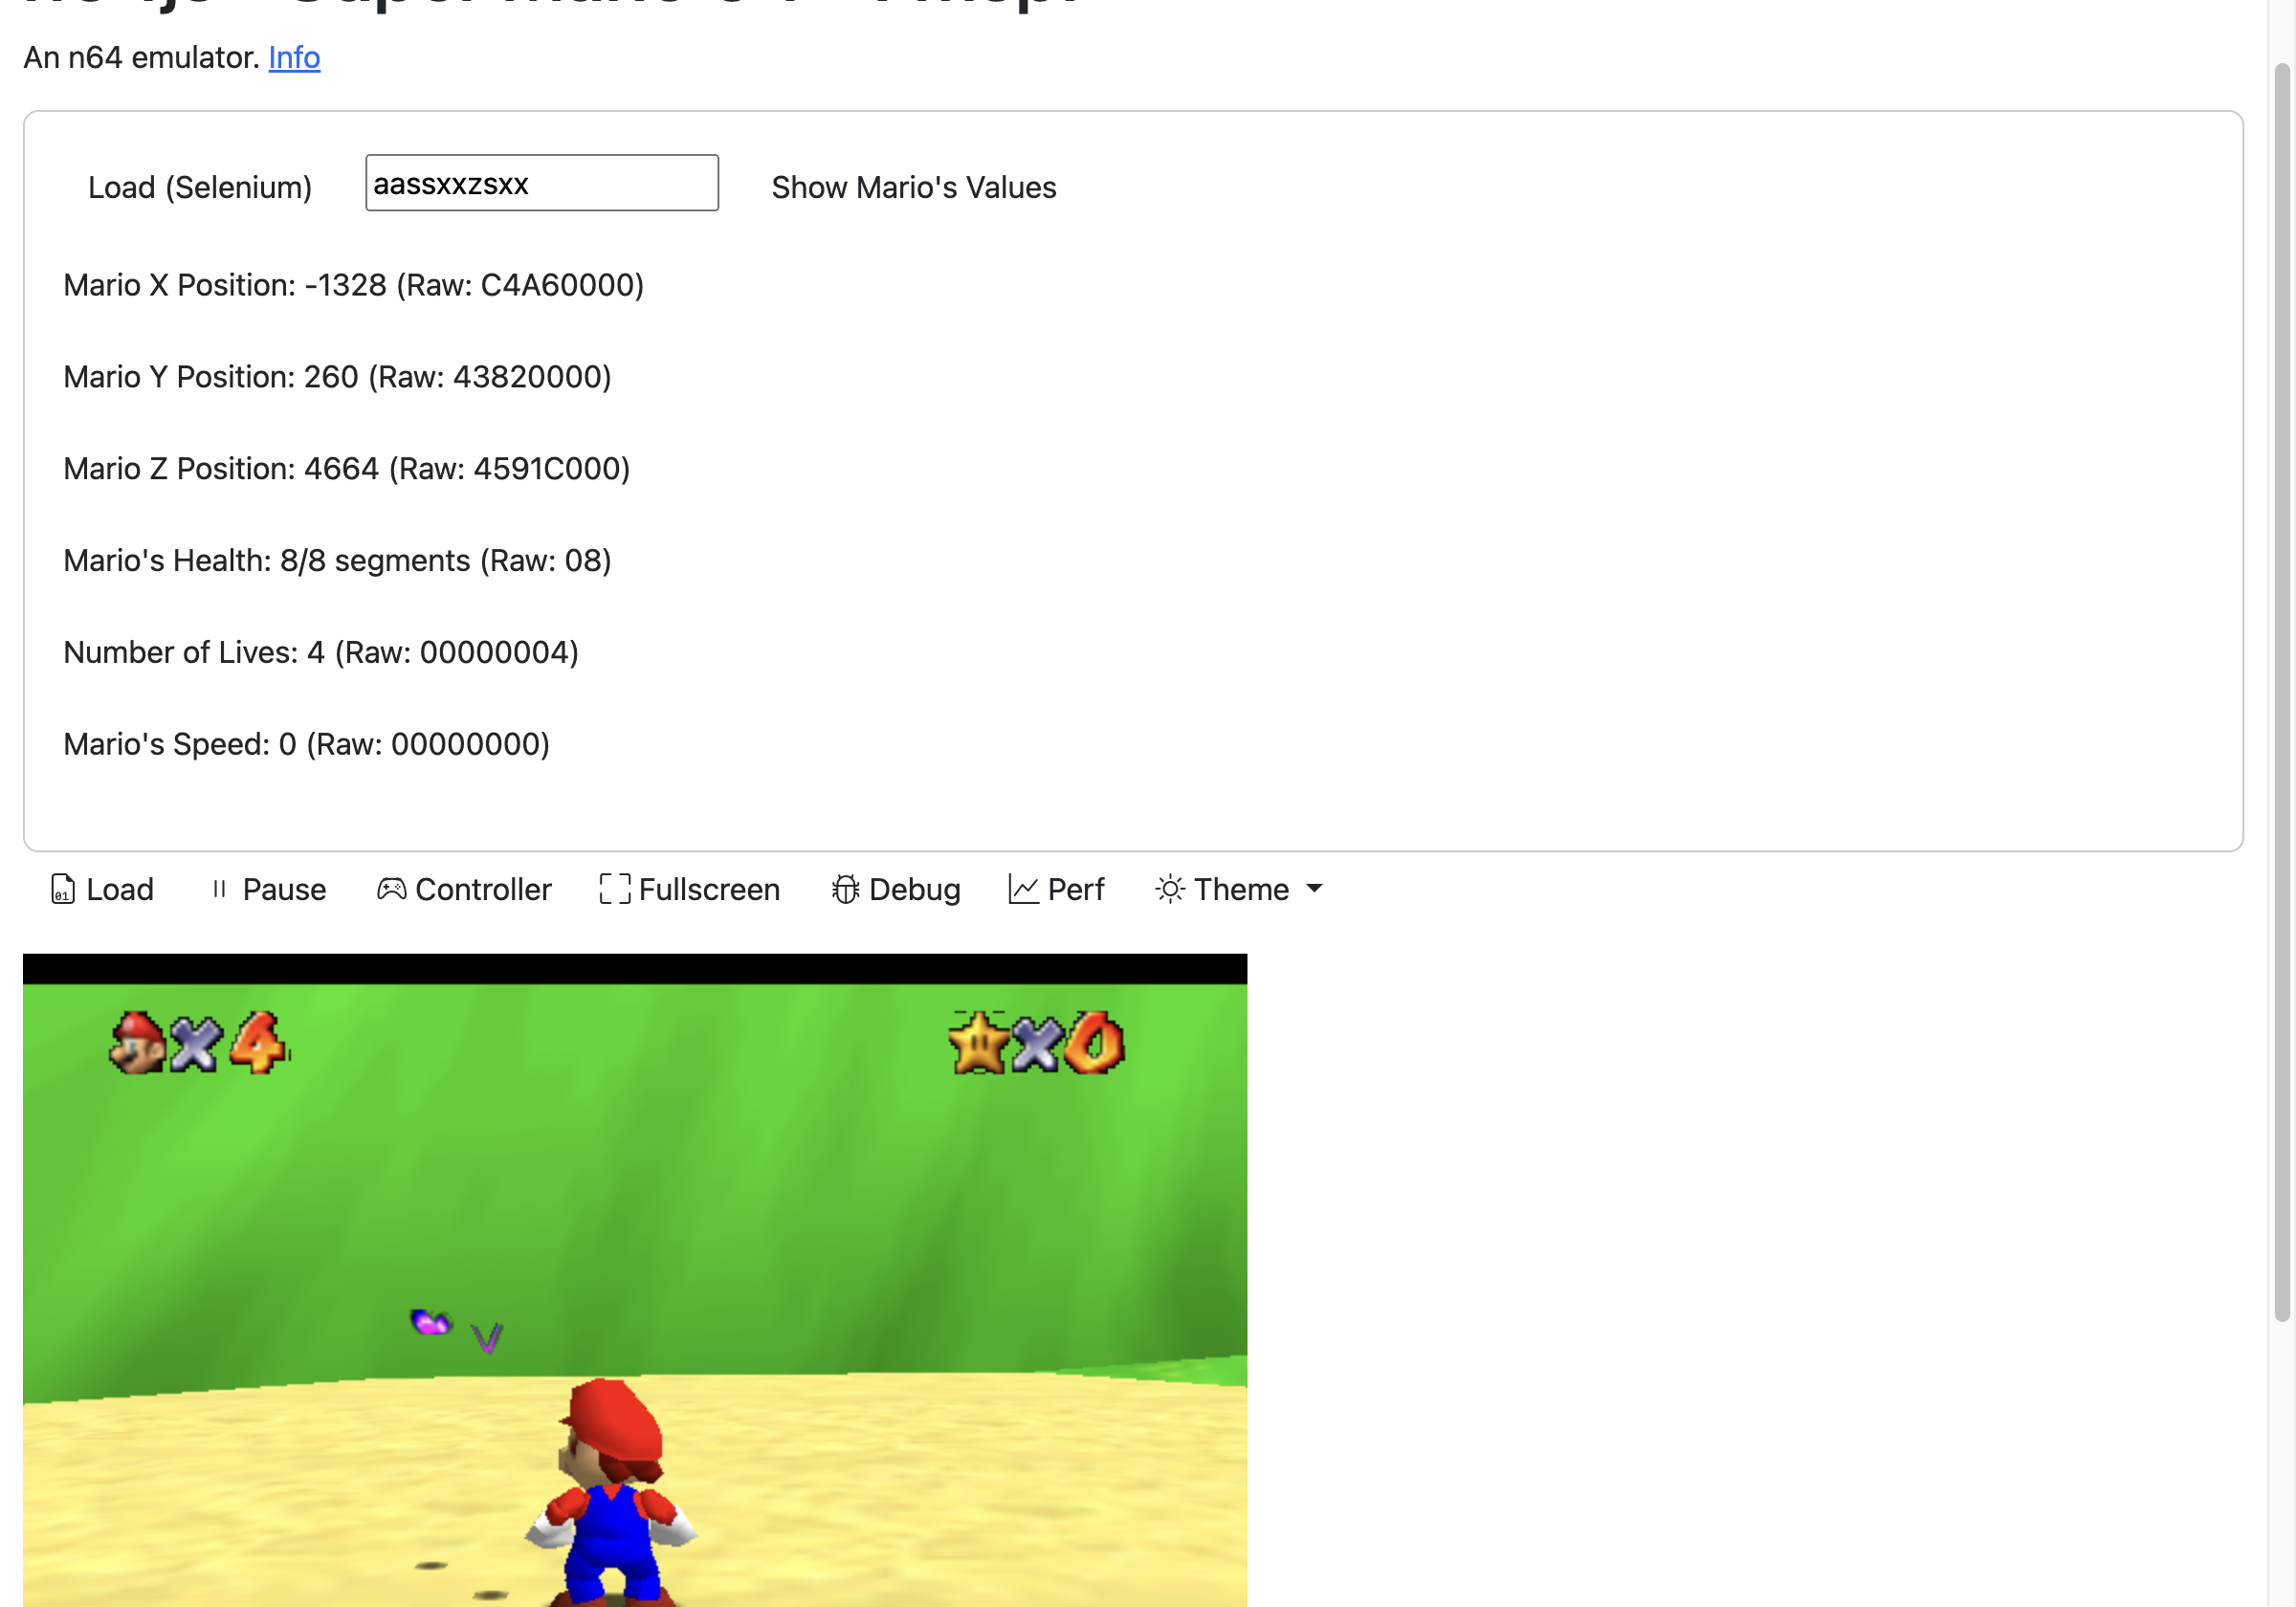 An n64 emulator. Info
Load (Selenium) aassxxzsxx Show Mario's Values
Mario X Position: -1328 (Raw: C4A60000)
Mario Y Position: 260 (Raw: 43820000)
Mario Z Position: 4664 (Raw: 4591C000)
Mario's Health: 8/8 segments (Raw: 08)
Number of Lives: 4 (Raw: 00000004)
Mario's Speed: 0 (Raw: 00000000)
Load Pause Controller Fullscreen Debug Perf Theme
×4 ×0